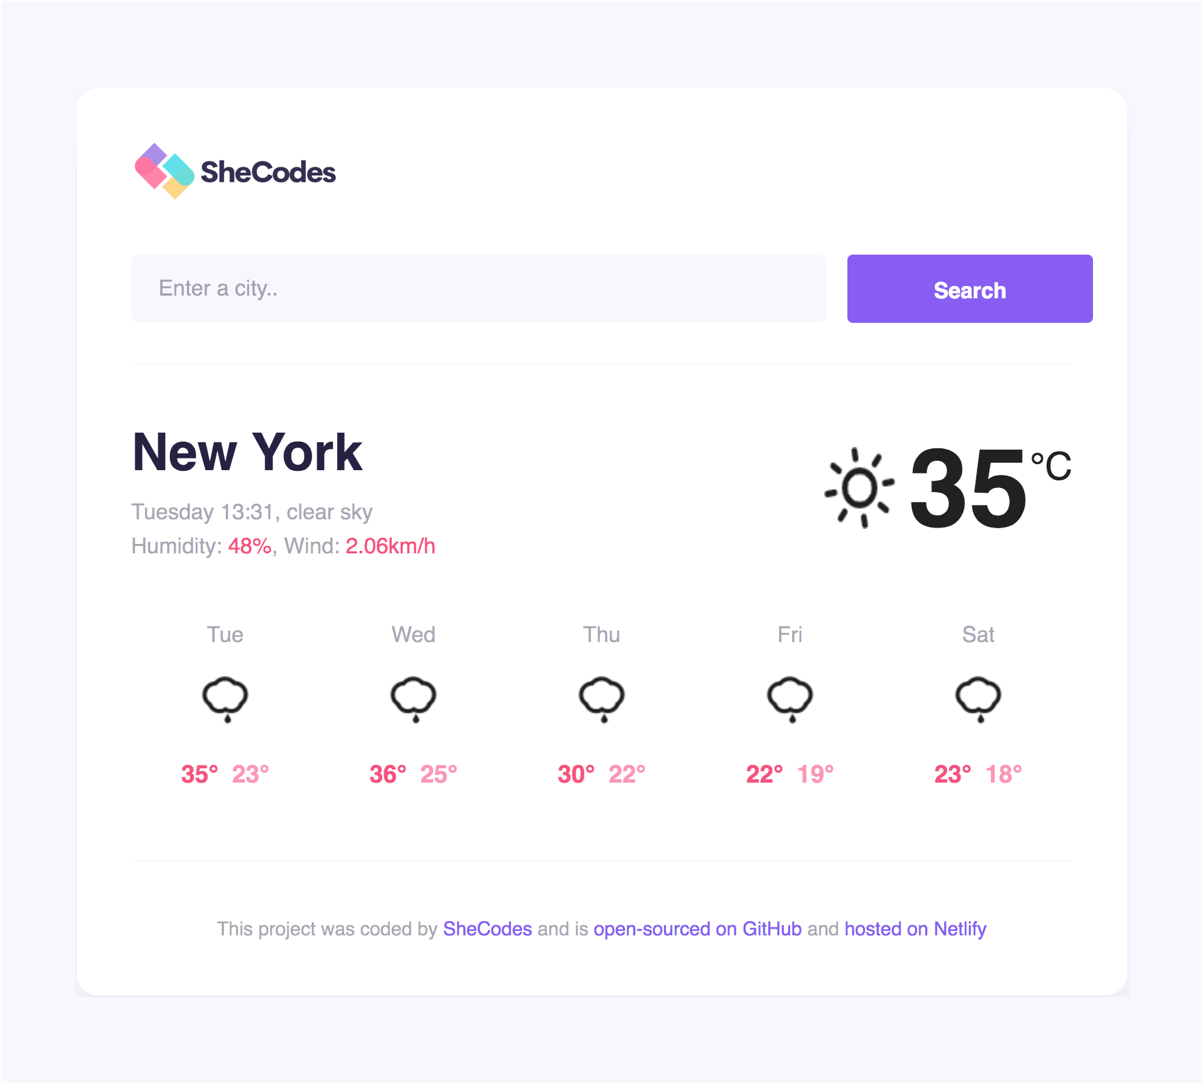 SheCodes
Enter a city..
Search
New York
35 °C
Tuesday 13:31, clear sky
Humidity: 48%, Wind: 2.06km/h
Tue Wed Thu Fri Sat
35° 23° 36° 25° 30° 22° 22° 19° 23° 18°
This project was coded by SheCodes and is open-sourced on GitHub and hosted on Netlify